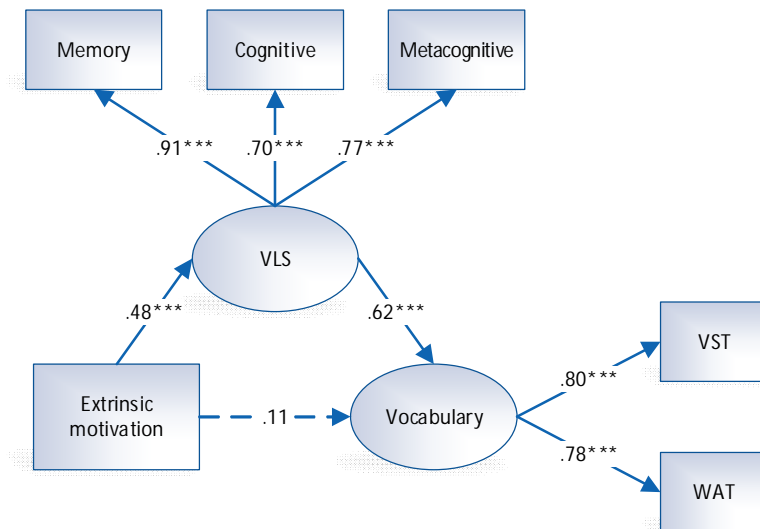 Memory
Cognitive
Metacognitive
.91***
.70***
.77***
VLS
.48***
.62***
VST
Extrinsic
motivation
.11
Vocabulary
.80***
.78***
WAT